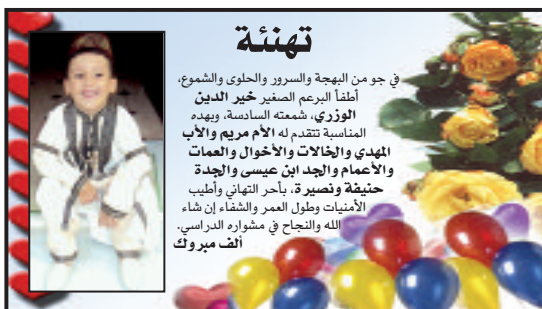 تهنئة
في جو من البهجة والسرور والحلوى والشموع،
أطفأ البرعم الصغير خير الدين
الوزري، شمعته السادسة، وبهده
المناسبة تتقدم له الأم مريم والأب
المهدي والخالات والأخوال والعمات
والأعمام والجد ابن عيسى والجدة
حنيفة ونصيرة، بأحر التهاني وأطيب
الأمنيات وطول العمر والشفاء إن شاء
الله والنجاح في مشواره الدراسي.
ألف مبروك